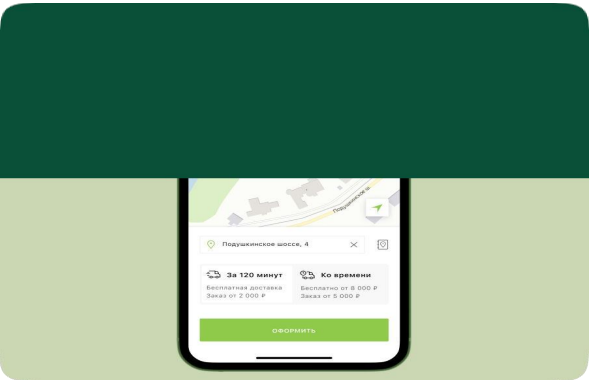 Подушкинское ш.
Подушкинское шоссе, 4
За 120 минут
Бесплатная доставка
Заказ от 2 000 ₽
Ко времени
Бесплатно от 8 000 ₽
Заказ от 5 000 ₽
ОФОРМИТЬ